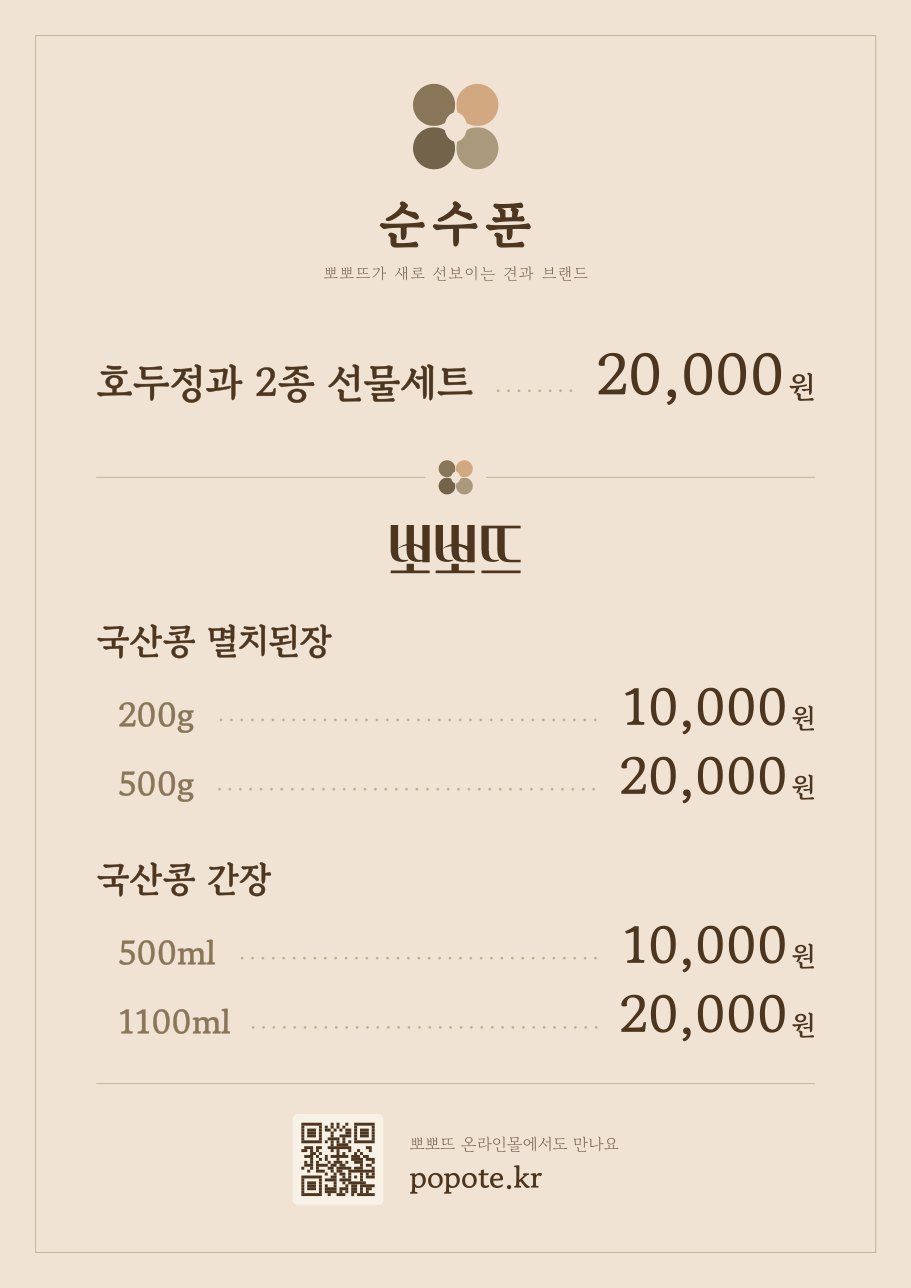 순수푼
뽀뽀뜨가 새로 선보이는 견과 브랜드
호두정과 2종 선물세트 ........ 20,000원
뽀뽀뜨
국산콩 멸치된장
200g ................................. 10,000원
500g ................................. 20,000원
국산콩 간장
500ml ............................... 10,000원
1100ml .............................. 20,000원
뽀뽀뜨 온라인몰에서도 만나요
popote.kr